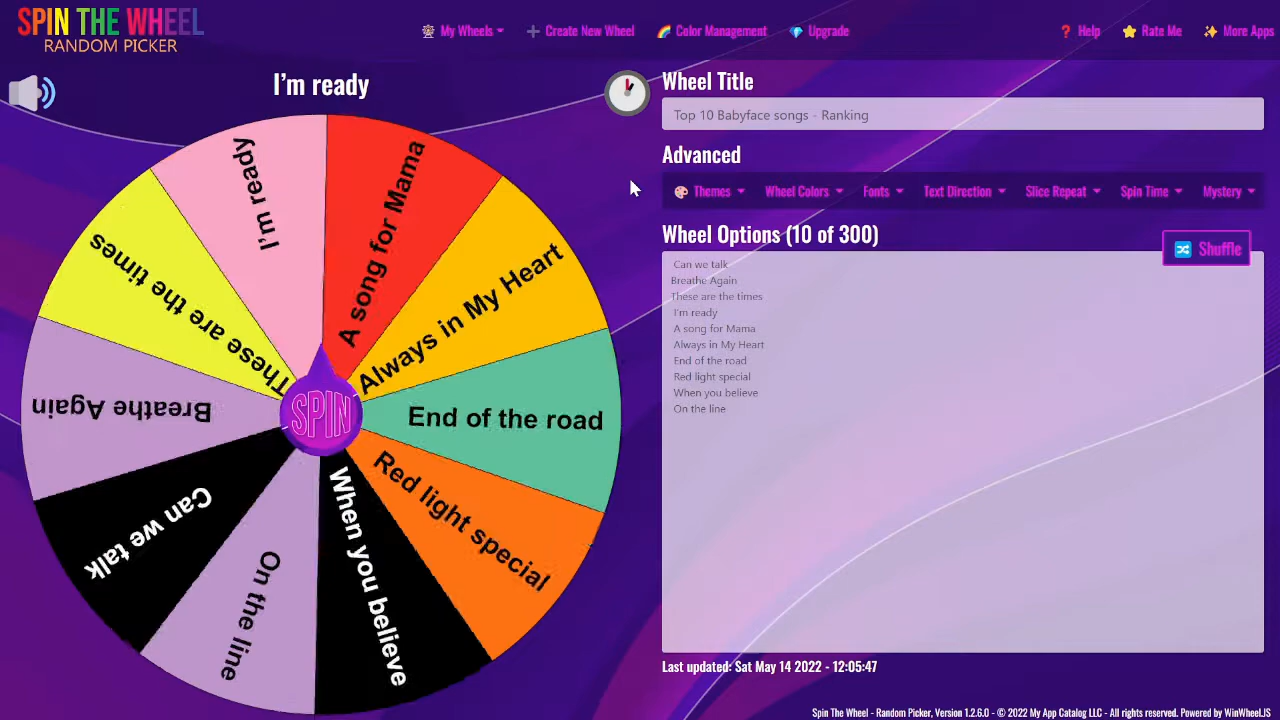 SPIN THE WHEEL
RANDOM PICKER
My Wheels
Create New Wheel
Color Management
Upgrade
Help
Rate Me
More Apps
I'm ready
Wheel Title
Top 10 Babyface songs - Ranking
Advanced
Themes
Wheel Colors
Fonts
Text Direction
Slice Repeat
Spin Time
Mystery
Wheel Options (10 of 300)
Shuffle
Can we talk
Breathe Again
These are the times
I'm ready
A song for Mama
Always in My Heart
End of the road
Red light special
When you believe
On the line
I'm ready
A song for Mama
Always in My Heart
End of the road
Red light special
When you believe
On the line
Can we talk
Breathe Again
These are the times
SPIN
Last updated: Sat May 14 2022 - 12:05:47
Spin The Wheel - Random Picker, Version 1.2.6.0 - © 2022 My App Catalog LLC - All rights reserved. Powered by WinWheel.JS